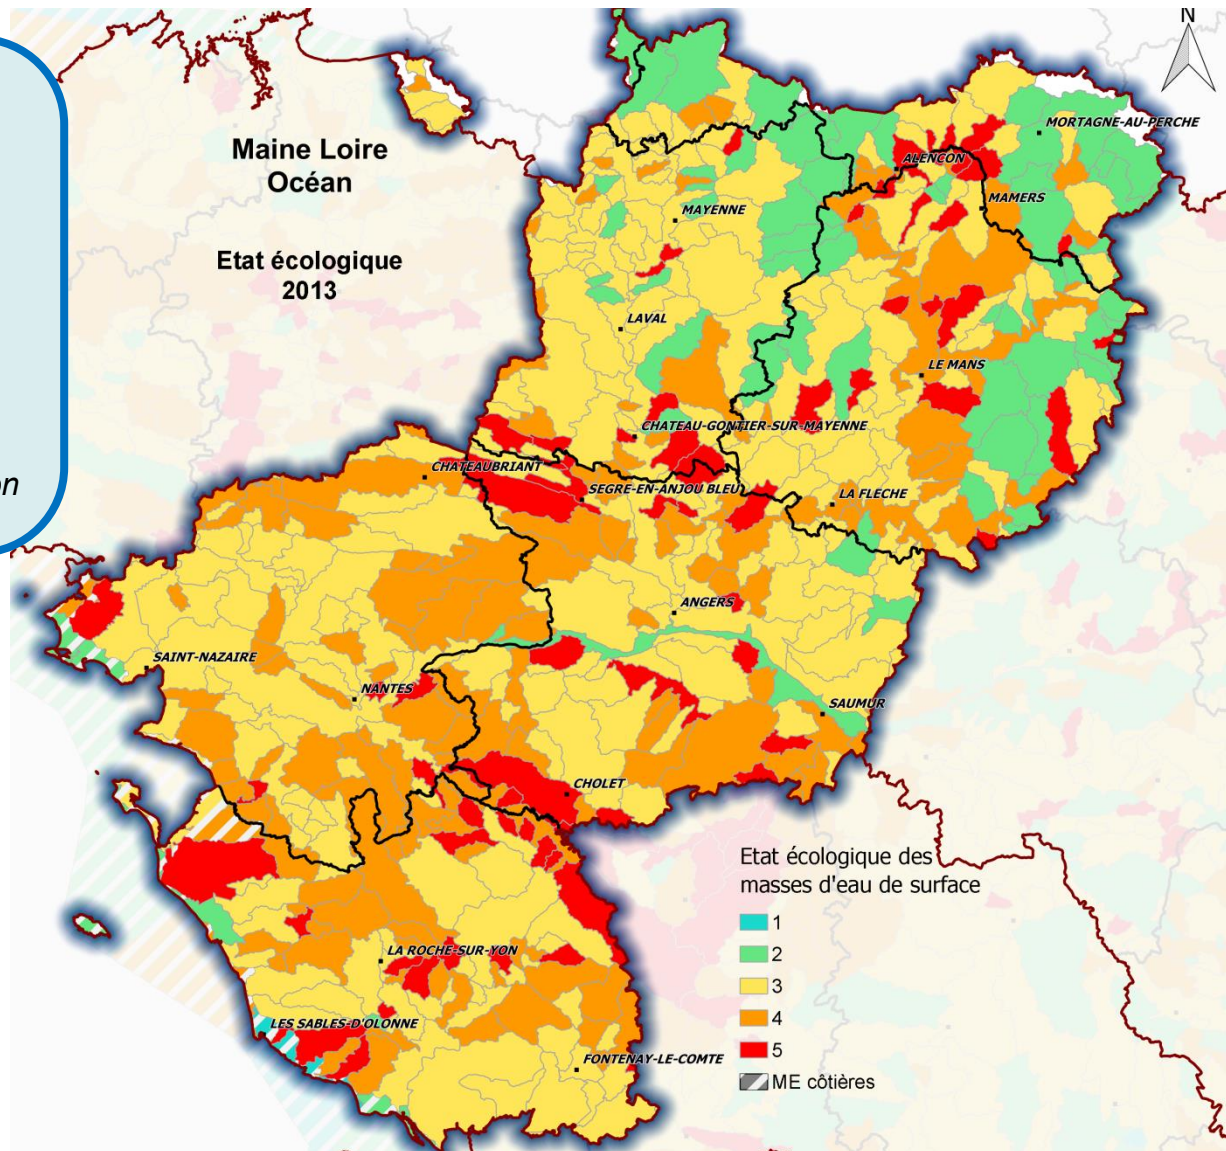 N
Maine Loire
Océan
Etat écologique
2013
on
MORTAGNE-AU-PERCHE
ALENCON
MAMERS
MAYENNE
LAVAL
LE MANS
CHATEAU-GONTIER-SUR-MAYENNE
CHATEAUBRIANT
SEGRE-EN-ANJOU BLEU
LA FLECHE
ANGERS
SAINT-NAZAIRE
NANTES
SAUMUR
CHOLET
LA ROCHE-SUR-YON
LES SABLES-D'OLONNE
FONTENAY-LE-COMTE
Etat écologique des
masses d'eau de surface
1
2
3
4
5
ME côtières